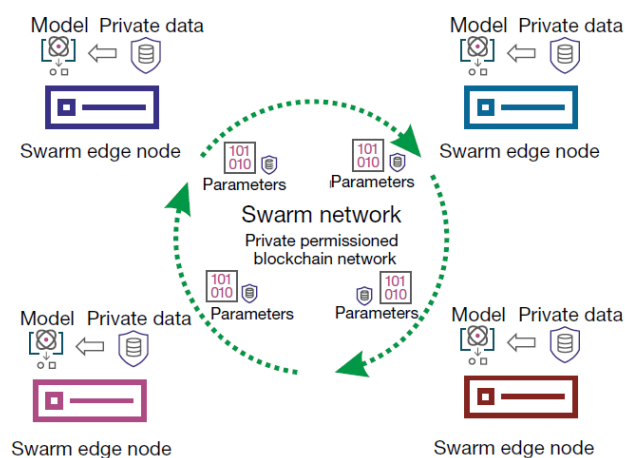 Model Private data
Model Private data
Swarm edge node
Swarm edge node
101
010
Parameters
101
010
Parameters
Swarm network
Private permissioned
blockchain network
101
010
Parameters
101
010
Parameters
Model Private data
Model Private data
Swarm edge node
Swarm edge node